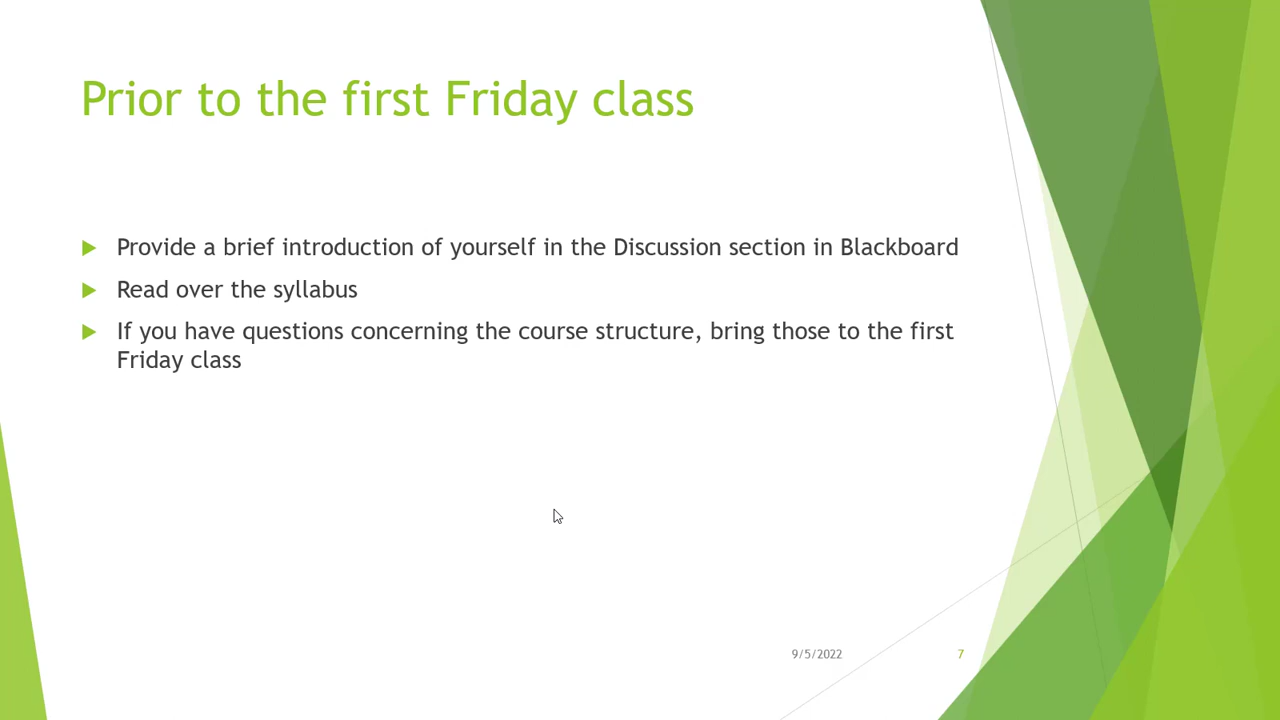 Prior to the first Friday class
Provide a brief introduction of yourself in the Discussion section in Blackboard
Read over the syllabus
If you have questions concerning the course structure, bring those to the first
Friday class
9/5/2022
7